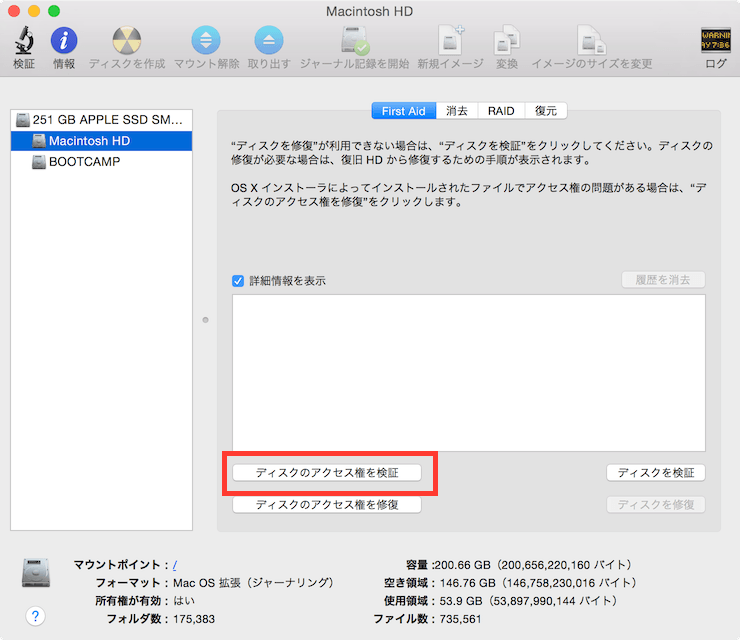 Macintosh HD
検証 情報 ディスクを作成 マウント解除 取り出す ジャーナル記録を開始 新規イメージ 変換 イメージのサイズを変更 ログ
WARNIN
AY 7:36
251 GB APPLE SSD SM...
Macintosh HD
BOOTCAMP
First Aid 消去 RAID 復元
“ディスクを修復”が利用できない場合は、“ディスクを検証”をクリックしてください。ディスクの
修復が必要な場合は、復旧 HD から修復するための手順が表示されます。
OS X インストーラによってインストールされたファイルでアクセス権の問題がある場合は、“デ
ィスクのアクセス権を修復”をクリックします。
詳細情報を表示 履歴を消去
ディスクのアクセス権を検証 ディスクを検証
ディスクのアクセス権を修復 ディスクを修復
マウントポイント : / 容量 :200.66 GB（200,656,220,160 バイト）
フォーマット : Mac OS 拡張（ジャーナリング） 空き領域 : 146.76 GB（146,758,230,016 バイト）
所有権が有効 : はい 使用領域 : 53.9 GB（53,897,990,144 バイト）
フォルダ数 : 175,383 ファイル数 : 735,561
?